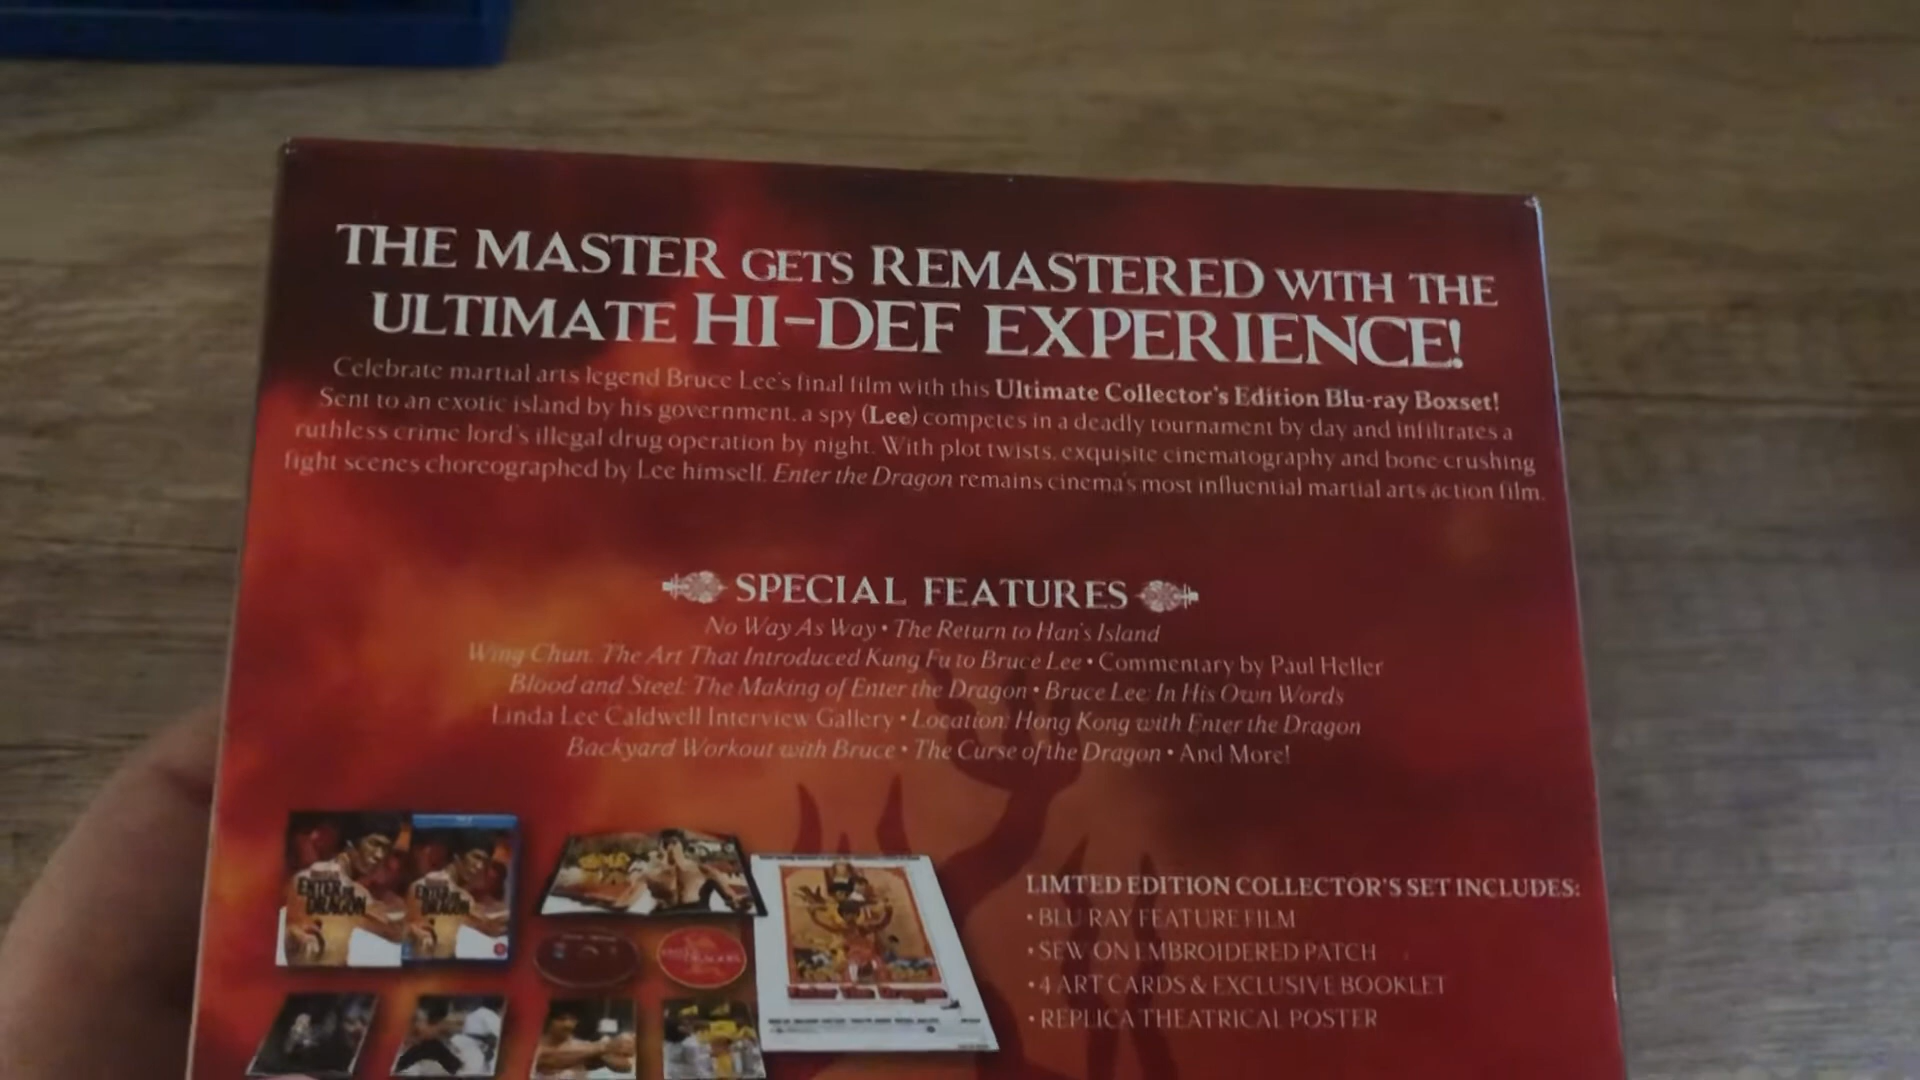 THE MASTER GETS REMASTERED WITH THE
ULTIMATE HI-DEF EXPERIENCE!
Celebrate martial arts legend Bruce Lee's final film with this Ultimate Collector's Edition Blu-ray Boxset!
Sent to an exotic island by his government, a spy (Lee) competes in a deadly tournament by day and infiltrates a
ruthless crime lord's illegal drug operation by night. With plot twists, exquisite cinematography and bone crushing
fight scenes choreographed by Lee himself. Enter the Dragon remains cinema's most influential martial arts action film.
SPECIAL FEATURES
No Way As Way • The Return to Han's Island
Wing Chun: The Art That Introduced Kung Fu to Bruce Lee • Commentary by Paul Heller
Blood and Steel: The Making of Enter the Dragon • Bruce Lee: In His Own Words
Linda Lee Caldwell Interview Gallery • Location: Hong Kong with Enter the Dragon
Backyard Workout with Bruce • The Curse of the Dragon • And More!
ENTER THE DRAGON
ENTER THE DRAGON
LIMTED EDITION COLLECTOR'S SET INCLUDES:
• BLU RAY FEATURE FILM
• SEW ON EMBROIDERED PATCH
• 4 ART CARDS & EXCLUSIVE BOOKLET
• REPLICA THEATRICAL POSTER